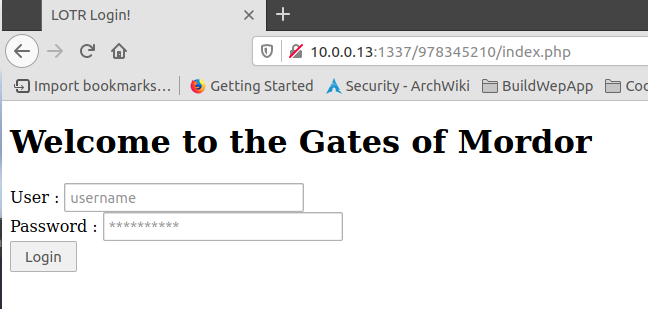 LOTR Login!
10.0.0.13:1337/978345210/index.php
Import bookmarks... Getting Started Security - ArchWiki BuildWepApp
Welcome to the Gates of Mordor
User : username
Password : **********
Login